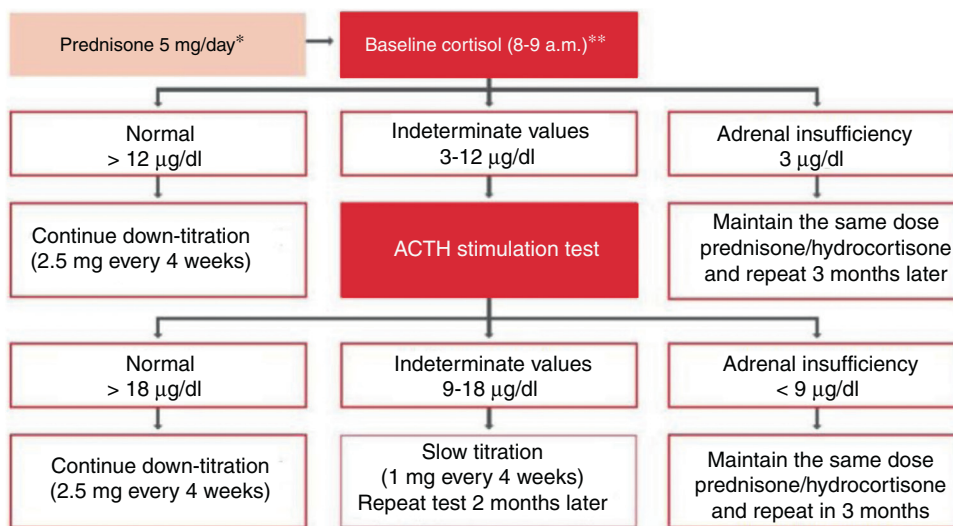 Prednisone 5 mg/day*
Baseline cortisol (8-9 a.m.)**
Normal
> 12 μg/dl
Indeterminate values
3-12 μg/dl
Adrenal insufficiency
3 μg/dl
Continue down-titration
(2.5 mg every 4 weeks)
ACTH stimulation test
Maintain the same dose
prednisone/hydrocortisone
and repeat 3 months later
Normal
> 18 μg/dl
Indeterminate values
9-18 μg/dl
Adrenal insufficiency
< 9 μg/dl
Continue down-titration
(2.5 mg every 4 weeks)
Slow titration
(1 mg every 4 weeks)
Repeat test 2 months later
Maintain the same dose
prednisone/hydrocortisone
and repeat in 3 months